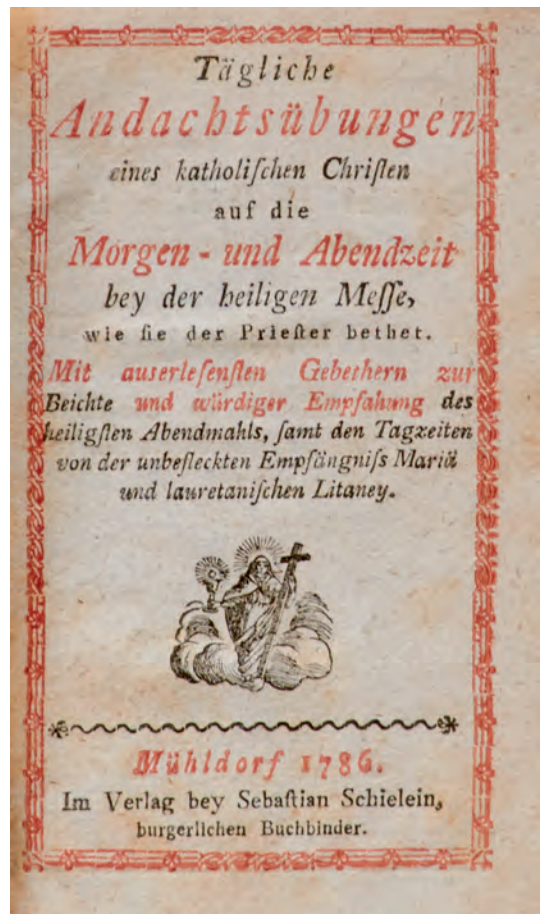 Tägliche
Andachtsübungen
eines katholiſchen Chriſten
auf die
Morgen - und Abendzeit
bey der heiligen Meſſe,
wie ſie der Prieſter bethet.
Mit auserleſenſten Gebethern zur
Beichte und würdiger Empfahung des
heiligſten Abendmahls, ſamt den Tagzeiten
von der unbefleckten Empfängniſs Mariä
und lauretaniſchen Litaney.
Mühldorf 1786.
Im Verlag bey Sebaſtian Schielein,
burgerlichen Buchbinder.